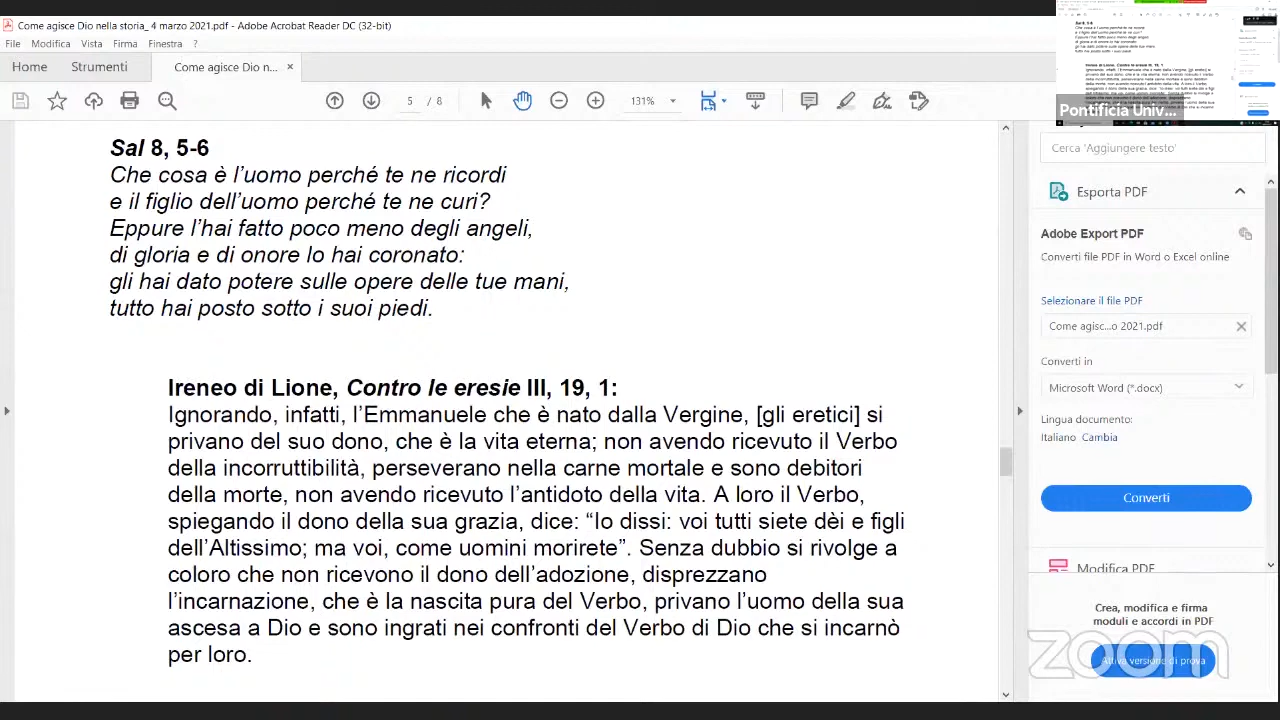 Come agisce Dio nella storia_ 4 marzo 2021.pdf - Adobe Acrobat Reader DC
File
Vista
Firma
Finestra
Home
Strumenti
Come agisce Dio n...
Pontificia Univ...
Sal 8, 5-6
Che cosa è l’uomo perché te ne ricordi
e il figlio dell’uomo perché te ne curi?
Eppure l’hai fatto poco meno degli angeli,
di gloria e di onore lo hai coronato:
gli hai dato potere sulle opere delle tue mani,
tutto hai posto sotto i suoi piedi.
Ireneo di Lione, Contro le eresie III, 19, 1:
Ignorando, infatti, l’Emmanuele che è nato dalla Vergine, [gli eretici] si
privano del suo dono, che è la vita eterna; non avendo ricevuto il Verbo
della incorruttibilità, perseverano nella carne mortale e sono debitori
della morte, non avendo ricevuto l’antidoto della vita. A loro il Verbo,
spiegando il dono della sua grazia, dice: “Io dissi: voi tutti siete dèi e figli
dell’Altissimo; ma voi, come uomini morirete”. Senza dubbio si rivolge a
coloro che non ricevono il dono dell’adozione: disprezzano
l’incarnazione, che è la nascita pura del Verbo, privano l’uomo della sua
ascesa a Dio e sono ingrati nei confronti del Verbo di Dio che si incarnò
per loro.
Cerca 'Aggiungere testo'
Esporta PDF
Adobe Export PDF
Converti file PDF in Word o Excel online
Selezionare il file PDF
Come agisc...o 2021.pdf
Converti in
Microsoft Word (*.docx)
Lingua documento:
Italiano Cambia
Converti
Modifica PDF
Crea, modifica e firma
moduli e accordi in PDF
Attiva versione di prova
zoom